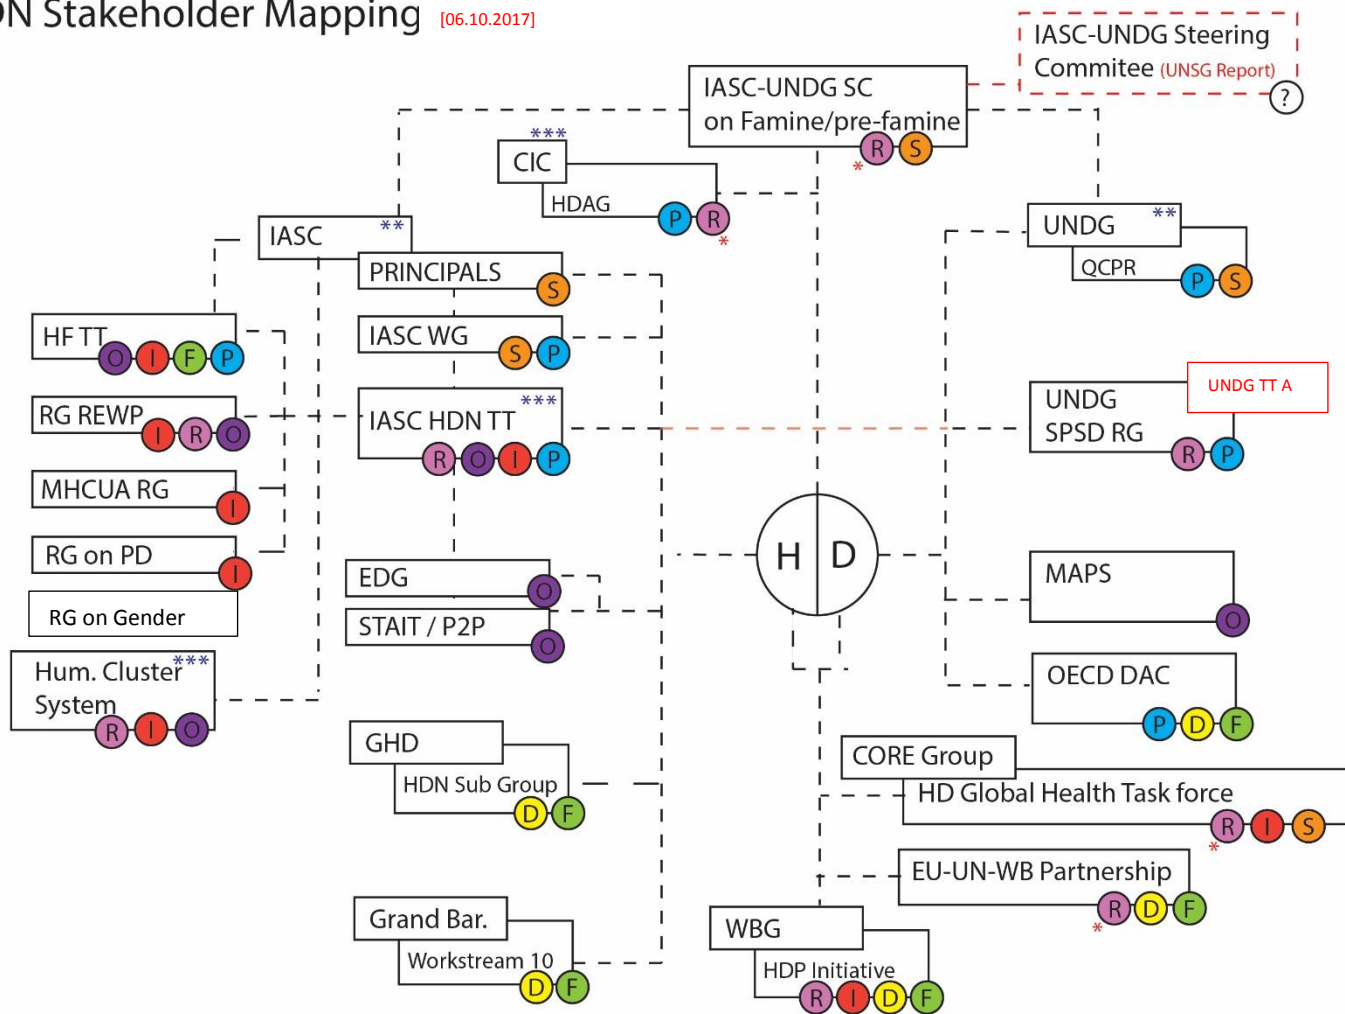 DN Stakeholder Mapping [06.10.2017]
IASC-UNDG Steering
Commitee (UNSG Report)
?
IASC-UNDG SC
on Famine/pre-famine
* R S
***
CIC
HDAG
P R
*
IASC **
PRINCIPALS
S
UNDG **
QCPR
P S
HF TT
O I F P
IASC WG
S P
RG REWP
I R O
IASC HDN TT ***
R O I P
UNDG TT A
UNDG
SPSD RG
R P
MHCUA RG
I
RG on PD
I
RG on Gender
EDG
O
STAIT / P2P
O
H D
MAPS
O
Hum. Cluster ***
System
R I O
OECD DAC
P D F
GHD
HDN Sub Group
D F
CORE Group
HD Global Health Task force
R I S
*
EU-UN-WB Partnership
R D F
*
Grand Bar.
Workstream 10
D F
WBG
HDP Initiative
R I D F